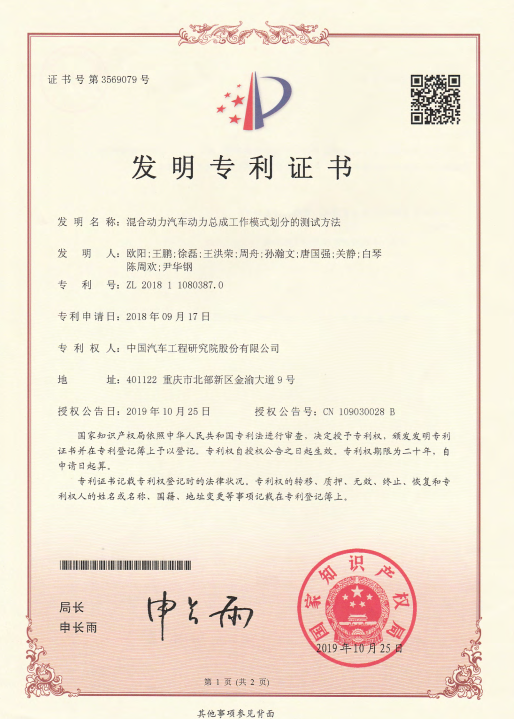 证书号第3569079号
发明专利证书
发 明 名 称：混合动力汽车动力总成工作模式划分的测试方法
发 明 人：欧阳;王鹏;徐磊;王洪荣;周舟;孙瀚文;唐国强;关静;白琴
陈周欢;尹华钢
专 利 号：ZL 2018 1 1080387.0
专利申请日：2018年09月17日
专 利 权 人：中国汽车工程研究院股份有限公司
地 址：401122 重庆市北部新区金渝大道9号
授权公告日：2019年10月25日 授权公告号：CN 109030028 B
国家知识产权局依照中华人民共和国专利法进行审查，决定授予专利权，颁发发明专利
证书并在专利登记簿上予以登记。专利权自授权公告之日起生效。专利权期限为二十年，自
申请日起算。
专利证书记载专利权登记时的法律状况。专利权的转移、质押、无效、终止、恢复和专
利权人的姓名或名称、国籍、地址变更等事项记载在专利登记簿上。
局长
申长雨
申长雨
国家知识产权局
2019年10月25日
第 1 页 (共 2 页)
其他事项参见背面